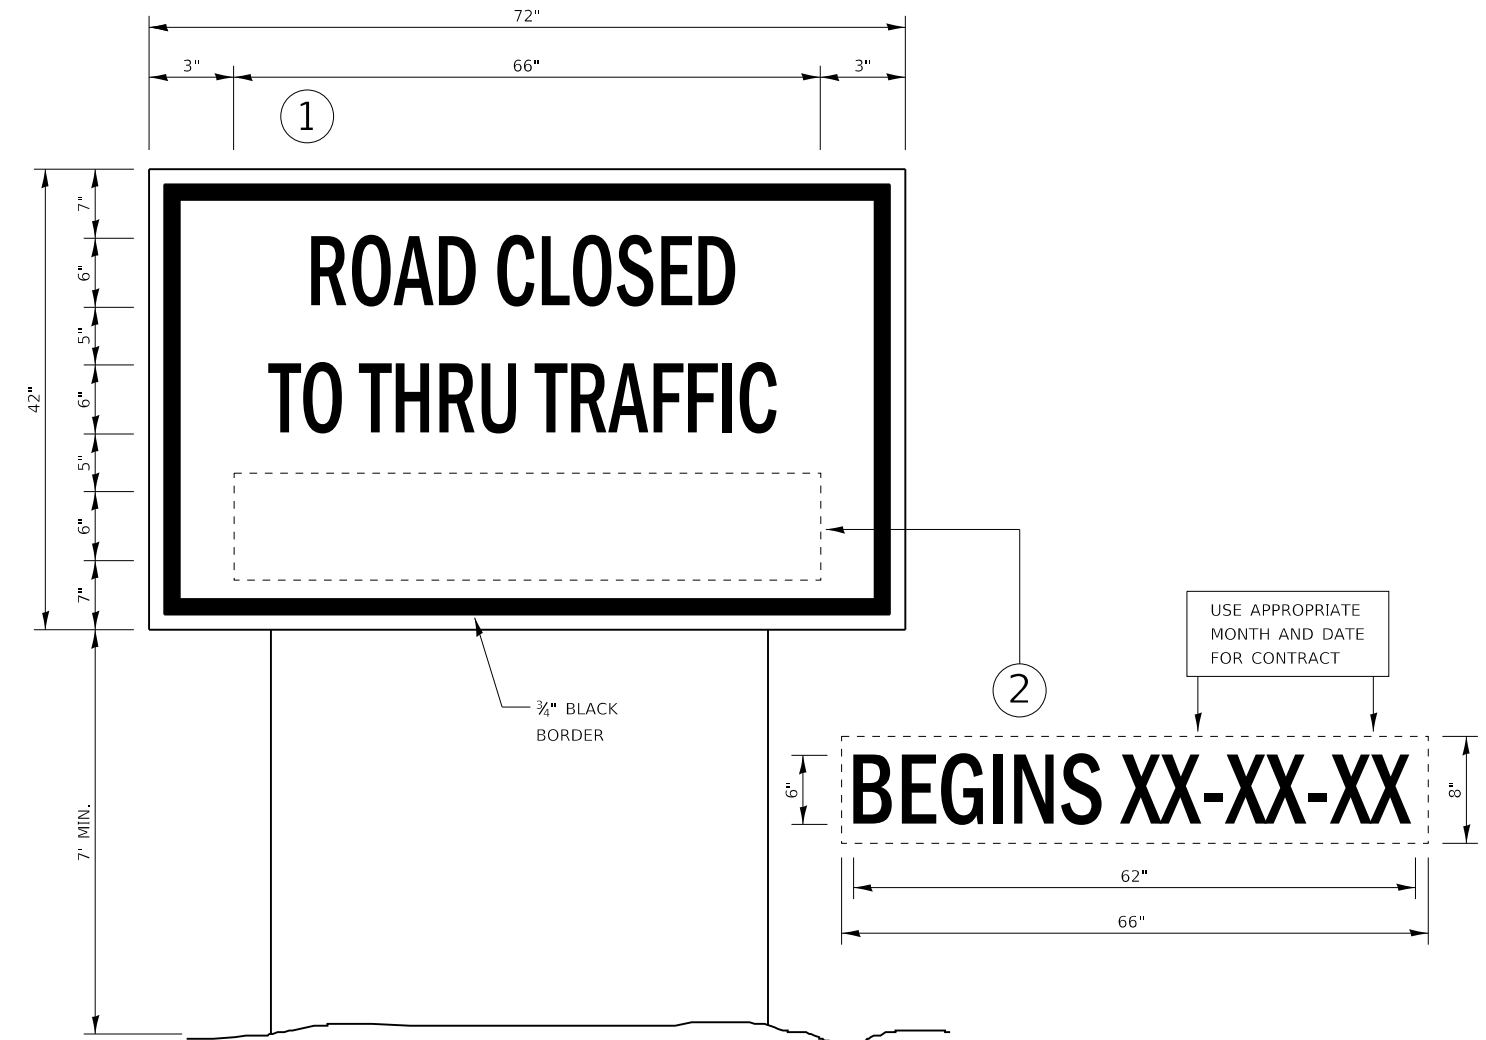 72"
3" 66" 3"
1
7"
6"
5"
6"
5"
6"
7"
42"
ROAD CLOSED
TO THRU TRAFFIC
¾" BLACK
BORDER
7' MIN.
2
USE APPROPRIATE
MONTH AND DATE
FOR CONTRACT
6"
BEGINS XX-XX-XX
8"
62"
66"